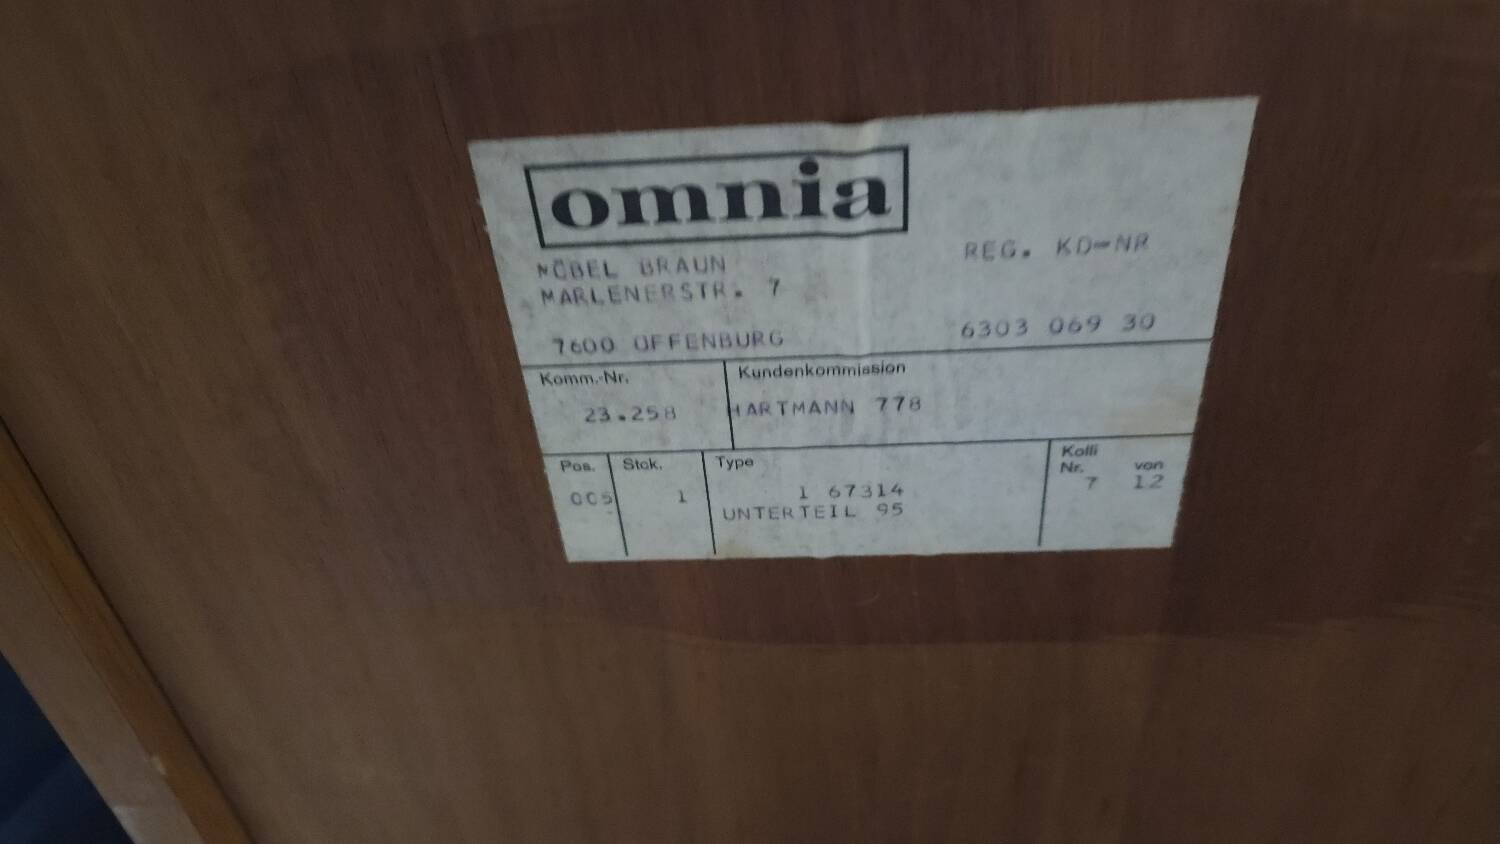 omnia
MÖBEL BRAUN
REG. KD-NR
MARLENERSTR. 7
7600 OFFENBURG
6303 069 30
Komm.-Nr.
Kundenkommission
23.258
HARTMANN 778
Pos. Stck. Type
Kolli
Nr. von
005 1 1 67314
7 12
UNTERTEIL 95